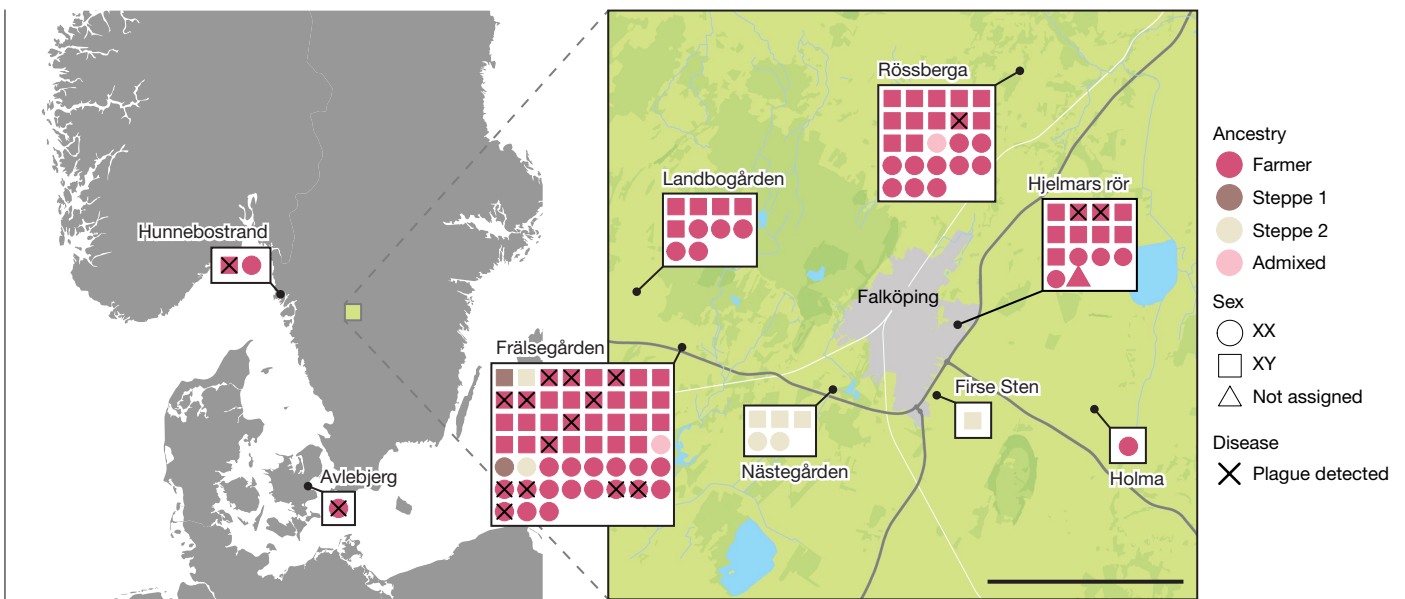 Rössberga
Landbogården
Hjelmars rör
Hunnebostrand
Falköping
Frälsegården
Firse Sten
Nästegården
Holma
Avlebjerg
Ancestry
Farmer
Steppe 1
Steppe 2
Admixed
Sex
XX
XY
Not assigned
Disease
Plague detected